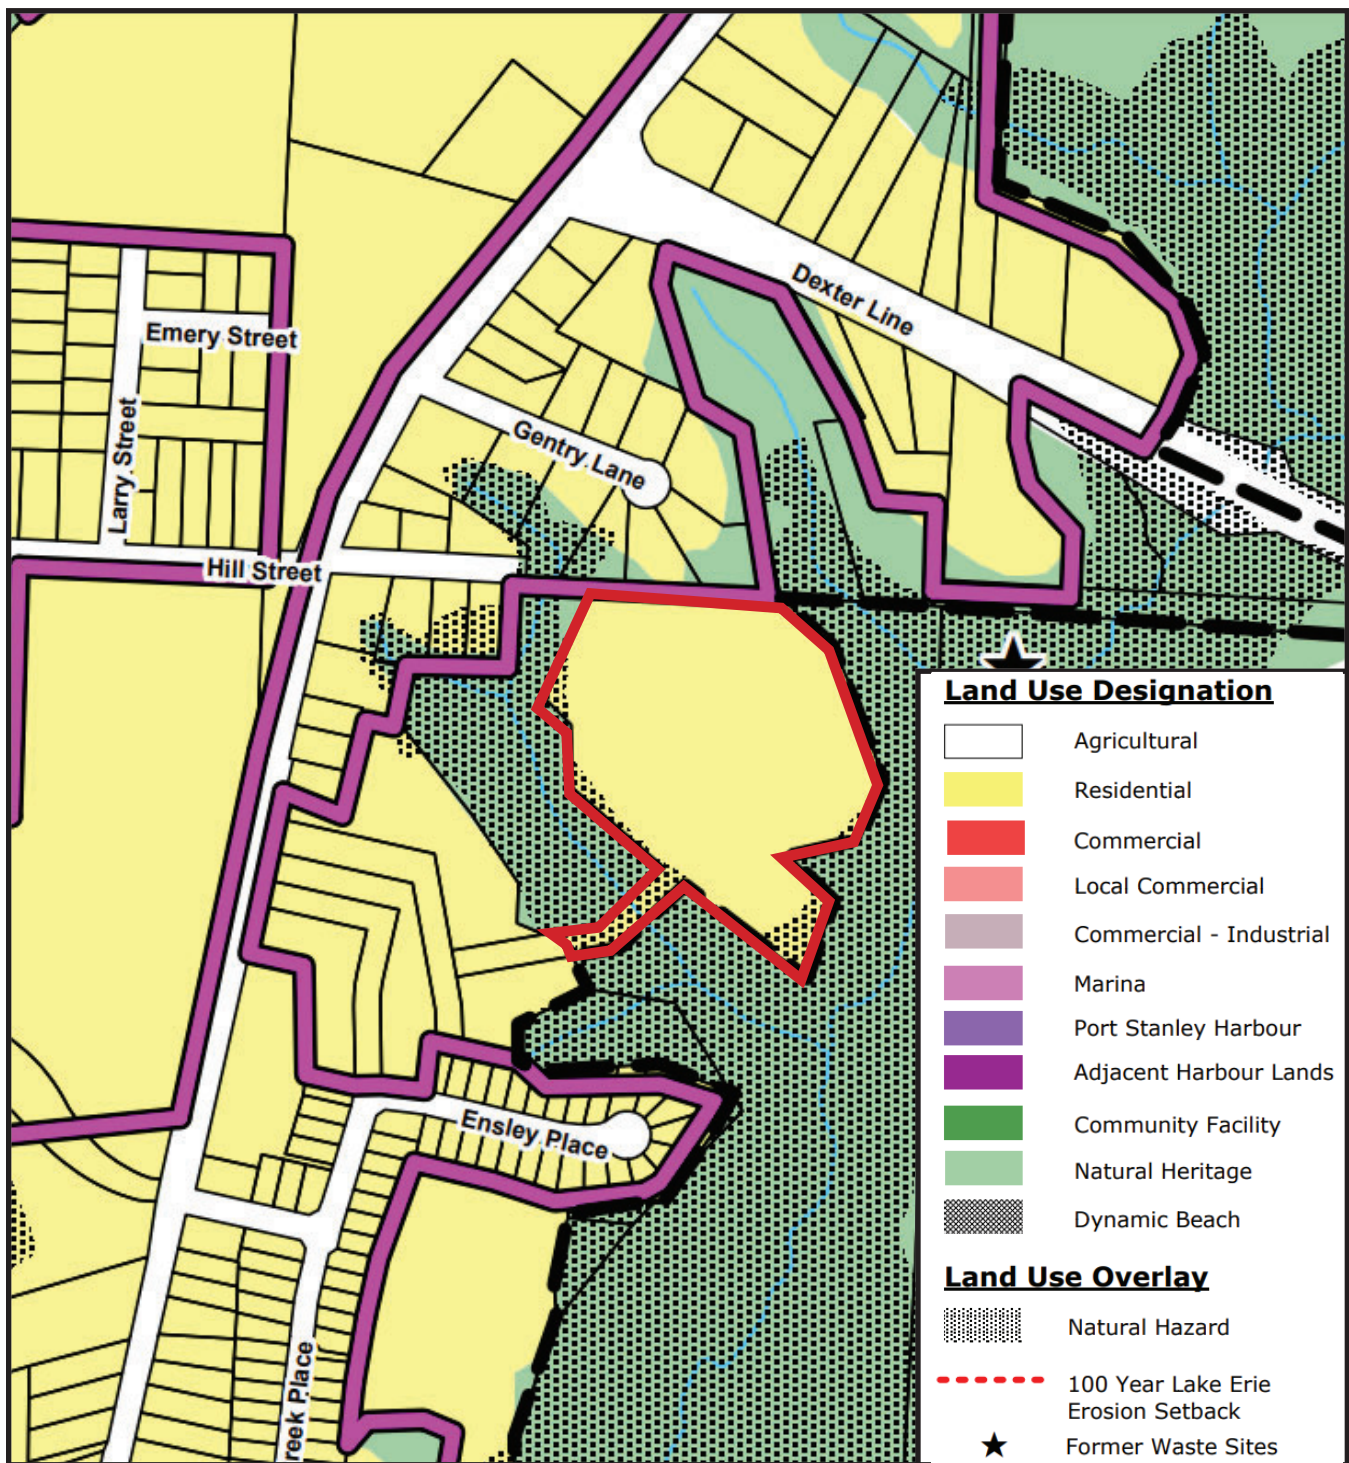 Dexter Line
Emery Street
Larry Street
Gentry Lane
Hill Street
Ensley Place
reek Place
Land Use Designation
Agricultural
Residential
Commercial
Local Commercial
Commercial - Industrial
Marina
Port Stanley Harbour
Adjacent Harbour Lands
Community Facility
Natural Heritage
Dynamic Beach
Land Use Overlay
Natural Hazard
100 Year Lake Erie
Erosion Setback
Former Waste Sites